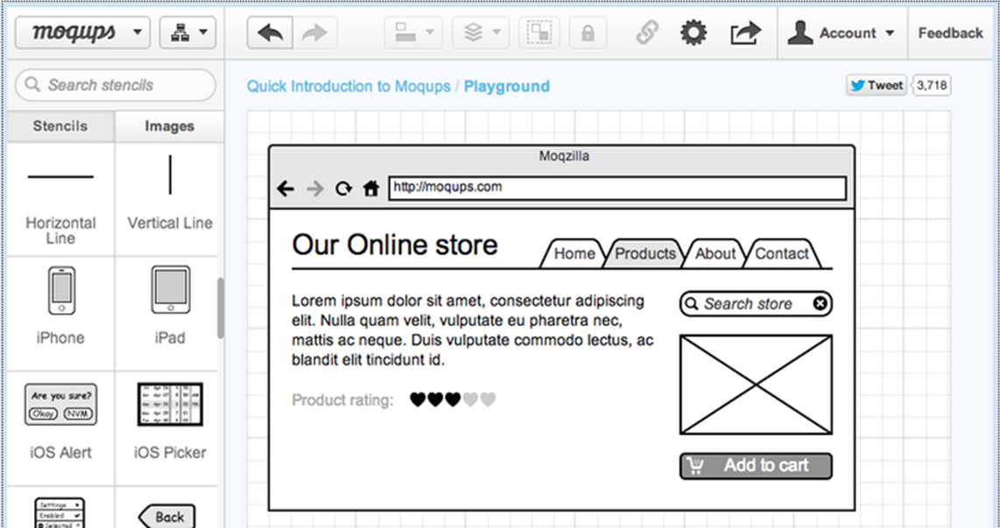 moqups
Account
Feedback
Search stencils
Quick Introduction to Moqups / Playground
Tweet
3,718
Stencils
Images
Horizontal
Line
Vertical Line
iPhone
iPad
Are you sure?
Okay
NVM
iOS Alert
iOS Picker
Settings
Enabled
Selected
Back
Moqzilla
http://moqups.com
Our Online store
Home
Products
About
Contact
Lorem ipsum dolor sit amet, consectetur adipiscing
elit. Nulla quam velit, vulputate eu pharetra nec,
mattis ac neque. Duis vulputate commodo lectus, ac
blandit elit tincidunt id.
Search store
Product rating:
Add to cart